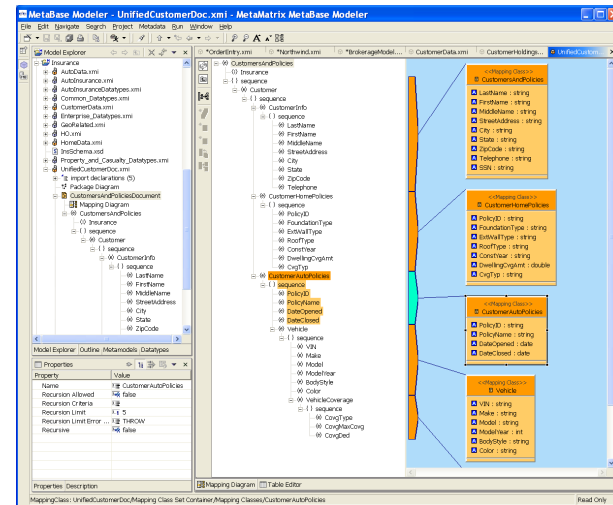 MetaBase Modeler - UnifiedCustomerDoc.xmi - MetaMatrix MetaBase Modeler
File Edit Navigate Search Project Metadata Run Window Help
Model Explorer
Insurance
AutoData.xmi
AutoInsuranceDatatypes.xmi
Common_Datatypes.xmi
CustomerData.xmi
Enterprise_Datatypes.xmi
GeoRelated.xmi
HO.xmi
HomeData.xmi
InsSchema.xsd
Property_and_Casualty_Datatypes.xmi
UnifiedCustomerDoc.xmi
import declarations (5)
Package Diagram
CustomersAndPoliciesDocument
Mapping Diagram
CustomersAndPolicies
Insurance
sequence
Customer
sequence
CustomerInfo
sequence
LastName
FirstName
MiddleName
StreetAddress
City
State
ZipCode
Model Explorer Outline Metamodels Datatypes
Properties
Property Value
Name CustomerAutoPolicies
Recursion Allowed false
Recursion Criteria
Recursion Limit 5
Recursion Limit Error ... THROW
Recursive false
Properties Description
*OrderEntry.xmi *Northwind.xmi *BrokerageModel.... CustomerData.xmi CustomerHoldings... UnifiedCustom...
CustomersAndPolicies
Insurance
sequence
Customer
sequence
CustomerInfo
sequence
LastName
FirstName
MiddleName
StreetAddress
City
State
ZipCode
Telephone
CustomerHomePolicies
sequence
PolicyID
FoundationType
ExtWallType
RoofType
ConstYear
DwellingCvgAmt
CvgTyp
CustomerAutoPolicies
sequence
PolicyID
PolicyName
DateOpened
DateClosed
Vehicle
sequence
VIN
Make
Model
ModelYear
BodyStyle
Color
VehicleCoverage
sequence
CovgType
CovgMaxCovg
CovgDed
<<Mapping Class>>
CustomersAndPolicies
LastName : string
FirstName : string
MiddleName : string
StreetAddress : string
City : string
State : string
ZipCode : string
Telephone : string
SSN : string
<<Mapping Class>>
CustomerHomePolicies
PolicyID : string
FoundationType : string
ExtWallType : string
RoofType : string
ConstYear : string
DwellingCvgAmt : double
CvgTyp : string
<<Mapping Class>>
CustomerAutoPolicies
PolicyID : string
PolicyName : string
DateOpened : date
DateClosed : date
<<Mapping Class>>
Vehicle
VIN : string
Make : string
Model : string
ModelYear : int
BodyStyle : string
Color : string
Mapping Diagram Table Editor
MappingClass: UnifiedCustomerDoc/Mapping Class Set Container/Mapping Classes/CustomerAutoPolicies Read Only